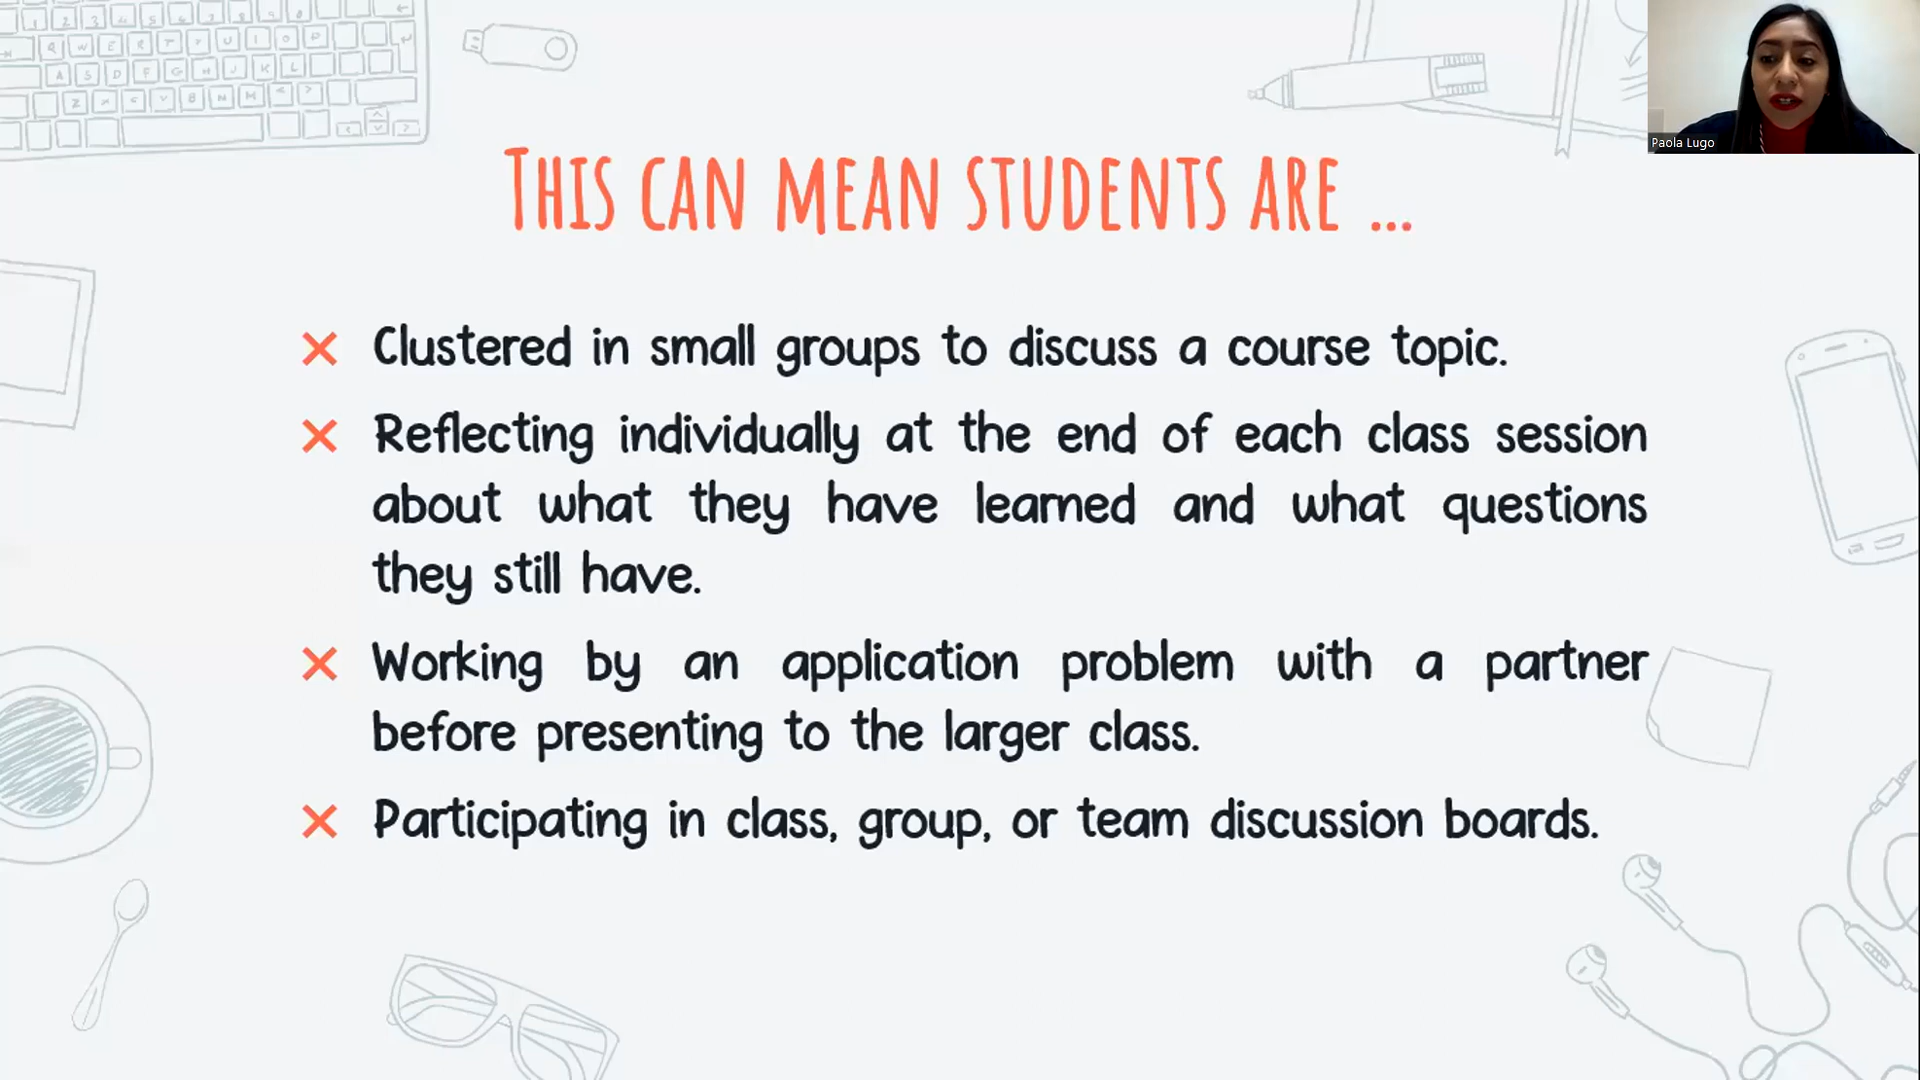 Paola Lugo
THIS CAN MEAN STUDENTS ARE ...
Clustered in small groups to discuss a course topic.
Reflecting individually at the end of each class session
about what they have learned and what questions
they still have.
Working by an application problem with a partner
before presenting to the larger class.
Participating in class, group, or team discussion boards.